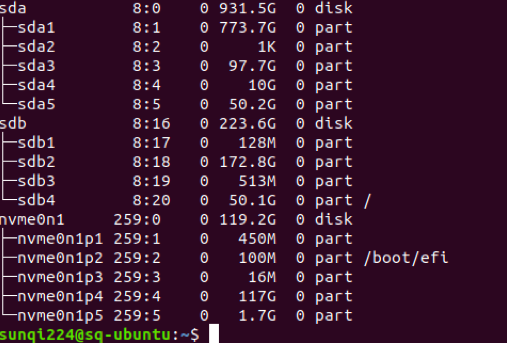 sda           8:0    0 931.5G  0 disk
├─sda1        8:1    0 773.7G  0 part
├─sda2        8:2    0     1K  0 part
├─sda3        8:3    0  97.7G  0 part
├─sda4        8:4    0    10G  0 part
└─sda5        8:5    0  50.2G  0 part
sdb           8:16   0 223.6G  0 disk
├─sdb1        8:17   0   128M  0 part
├─sdb2        8:18   0 172.8G  0 part
├─sdb3        8:19   0   513M  0 part
└─sdb4        8:20   0  50.1G  0 part /
nvme0n1     259:0    0 119.2G  0 disk
├─nvme0n1p1 259:1    0   450M  0 part
├─nvme0n1p2 259:2    0   100M  0 part /boot/efi
├─nvme0n1p3 259:3    0    16M  0 part
├─nvme0n1p4 259:4    0   117G  0 part
└─nvme0n1p5 259:5    0   1.7G  0 part
sunqi224@sq-ubuntu:~$